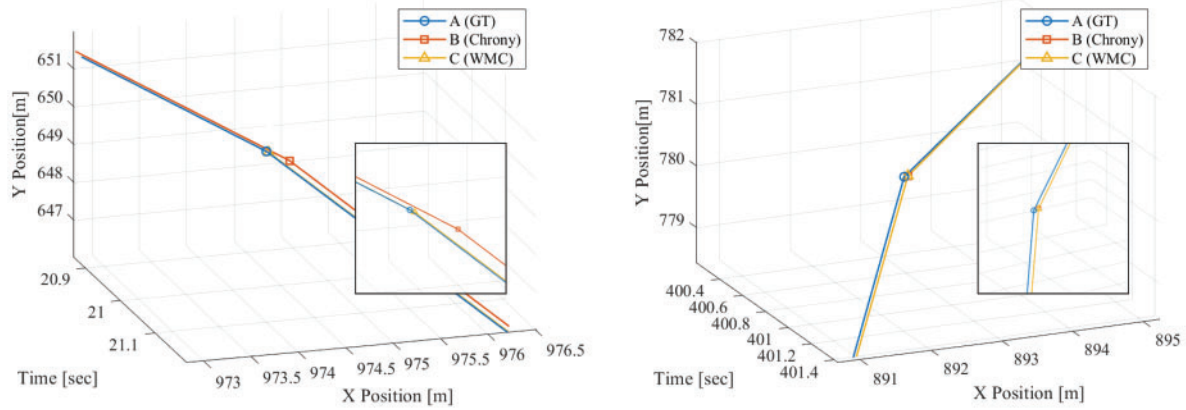 A (GT)
B (Chrony)
C (WMC)
651
650
649
648
647
Y Position[m]
20.9
21
21.1
Time [sec]
973
973.5
974
974.5
975
975.5
976
976.5
X Position [m]
A (GT)
B (Chrony)
C (WMC)
782
781
780
779
Y Position[m]
400.4
400.6
400.8
401
401.2
401.4
Time [sec]
891
892
893
894
895
X Position [m]